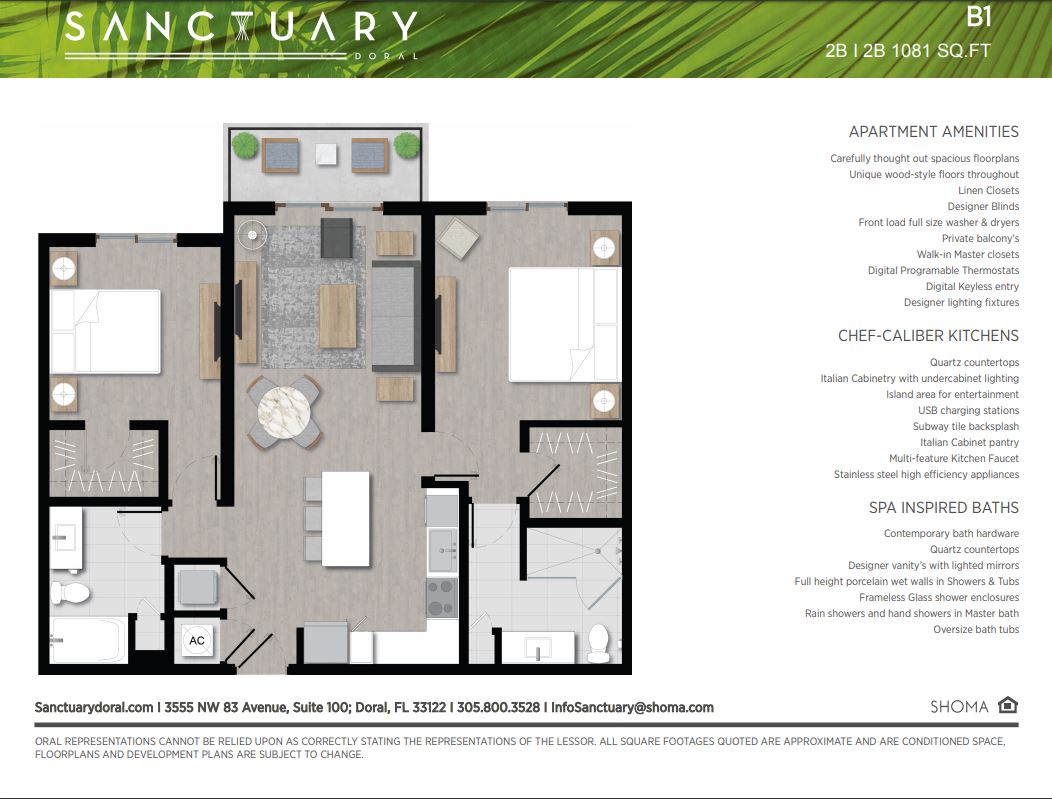 SANCTUARY
DORAL
B1
2B I 2B 1081 SQ.FT
APARTMENT AMENITIES
Carefully thought out spacious floorplans
Unique wood-style floors throughout
Linen Closets
Designer Blinds
Front load full size washer & dryers
Private balcony's
Walk-in Master closets
Digital Programable Thermostats
Digital Keyless entry
Designer lighting fixtures
CHEF-CALIBER KITCHENS
Quartz countertops
Italian Cabinetry with undercabinet lighting
Island area for entertainment
USB charging stations
Subway tile backsplash
Italian Cabinet pantry
Multi-feature Kitchen Faucet
Stainless steel high efficiency appliances
SPA INSPIRED BATHS
Contemporary bath hardware
Quartz countertops
Designer vanity's with lighted mirrors
Full height porcelain wet walls in Showers & Tubs
Frameless Glass shower enclosures
Rain showers and hand showers in Master bath
Oversize bath tubs
AC
Sanctuarydoral.com I 3555 NW 83 Avenue, Suite 100; Doral, FL 33122 I 305.800.3528 I InfoSanctuary@shoma.com
SHOMA
ORAL REPRESENTATIONS CANNOT BE RELIED UPON AS CORRECTLY STATING THE REPRESENTATIONS OF THE LESSOR. ALL SQUARE FOOTAGES QUOTED ARE APPROXIMATE AND ARE CONDITIONED SPACE,
FLOORPLANS AND DEVELOPMENT PLANS ARE SUBJECT TO CHANGE.